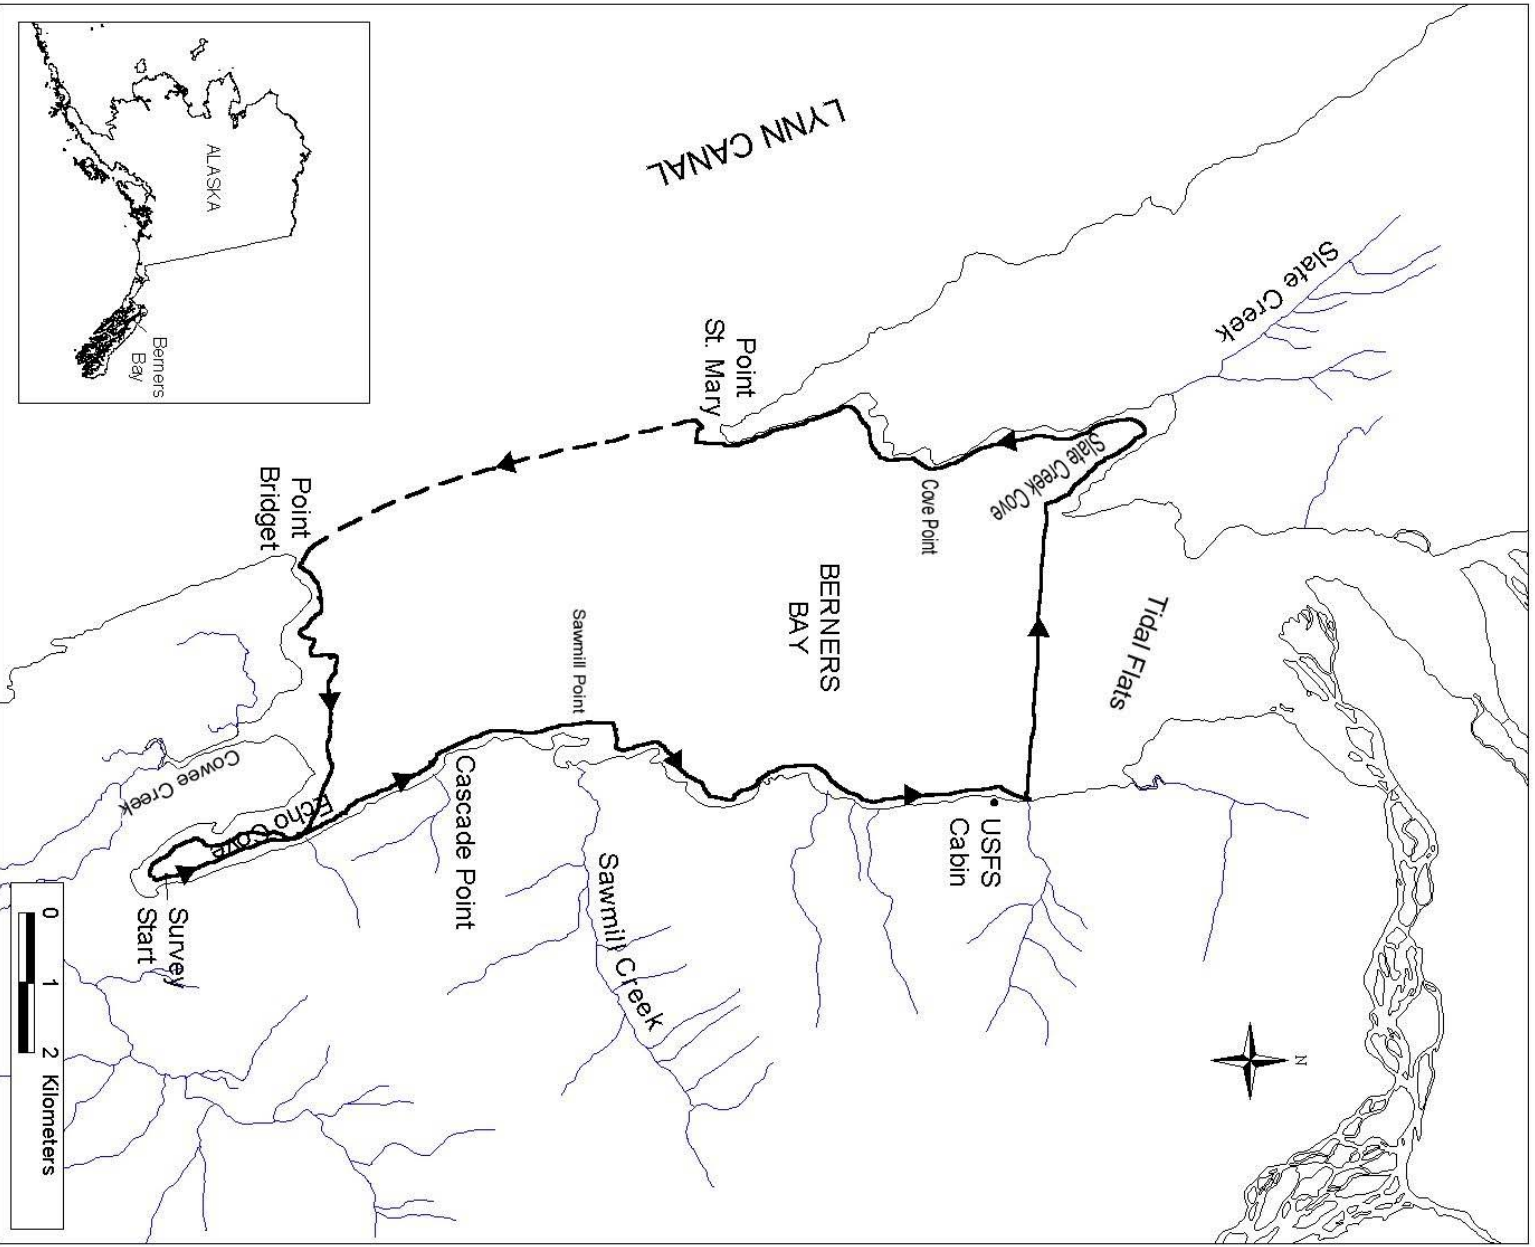 Slate Creek
LYNN CANAL
Point
St. Mary
Slate Creek Cove
Cove Point
Tidal Flats
BERNERS
BAY
Point
Bridget
Sawmill Point
USFS
Cabin
Cascade Point
Sawmill Creek
Cowee Creek
Echo Cove
Survey
Start
N
0 1 2 Kilometers
ALASKA
Berners
Bay